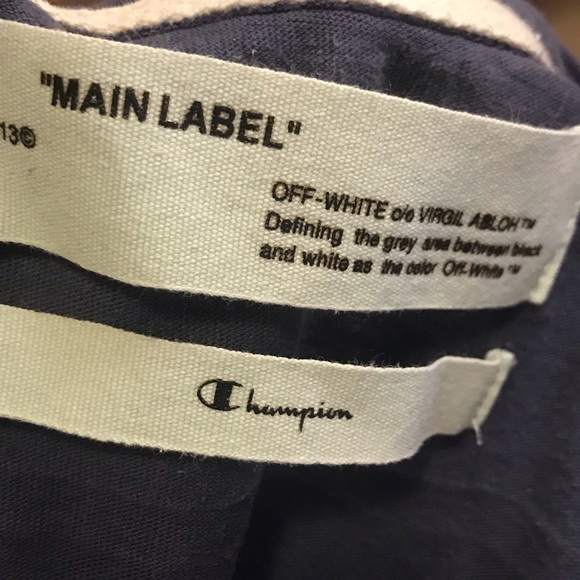 "MAIN LABEL"
13©
OFF-WHITE c/o VIRGIL ABLOH™
Defining the grey area between black
and white as the color Off-White™
Champion